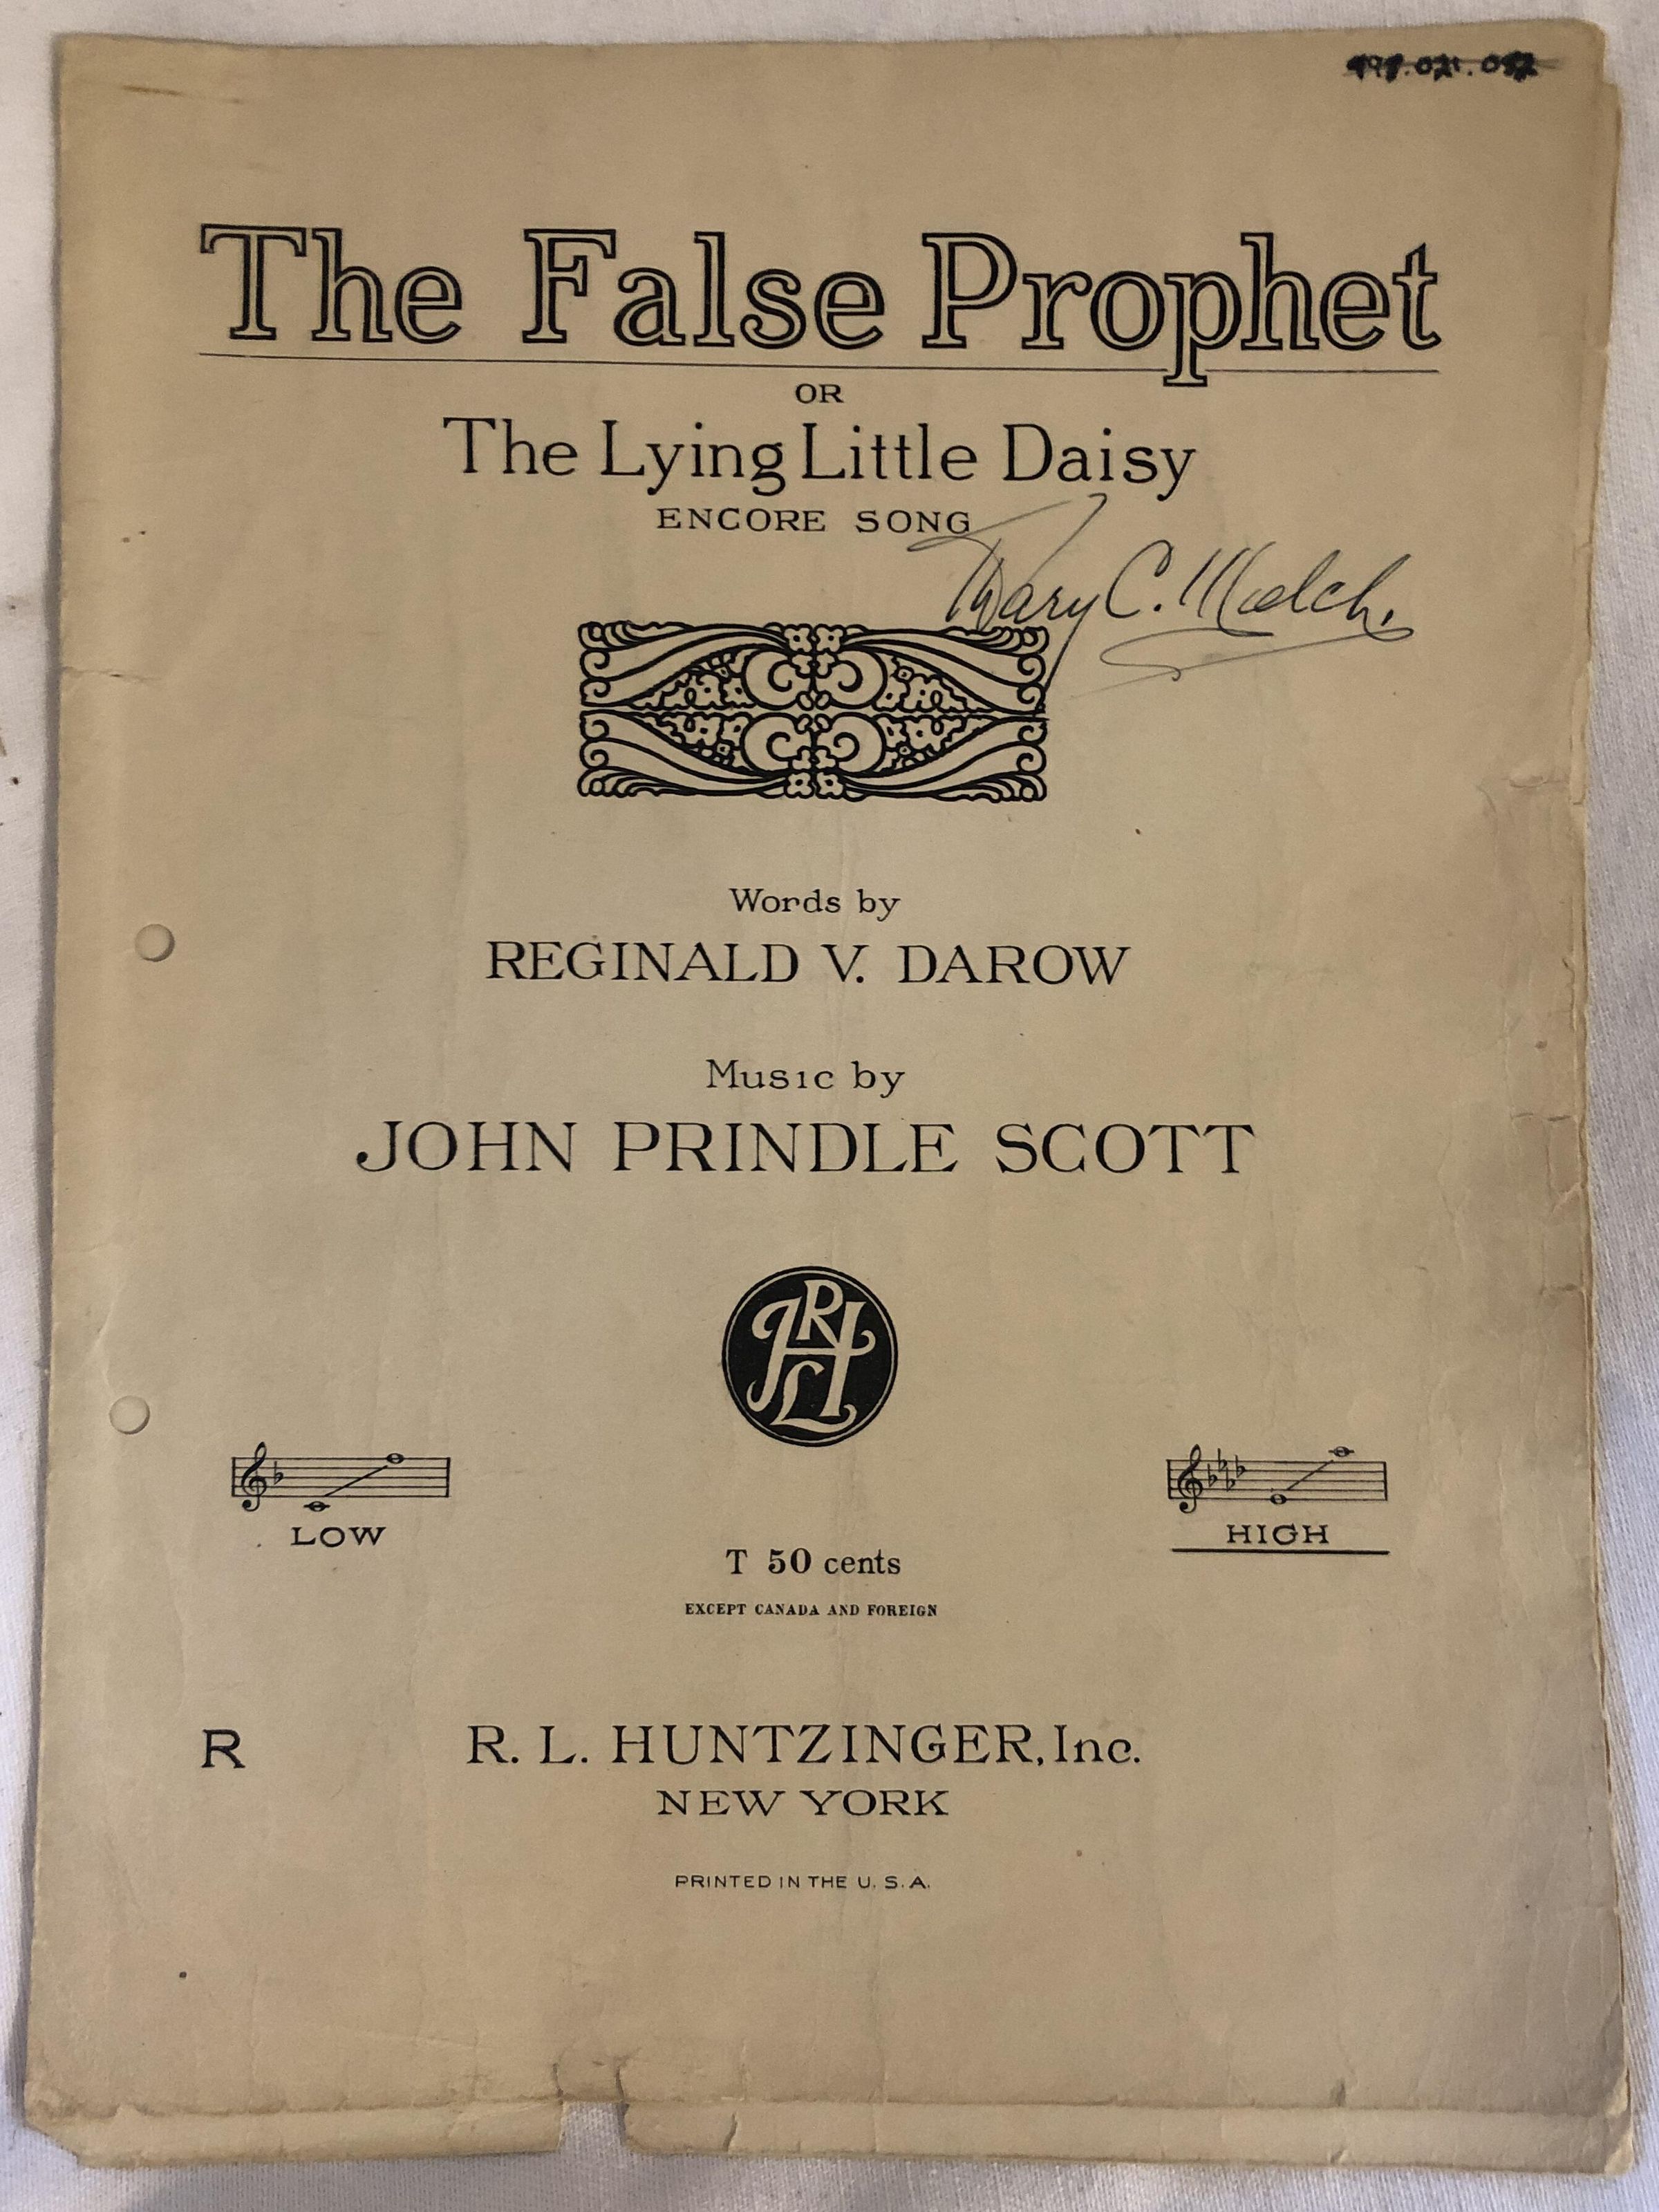 The False Prophet
OR
The Lying Little Daisy
ENCORE SONG
Mary C.
Words by
REGINALD V. DAROW
Music by
JOHN PRINDLE SCOTT
RLH
LOW
HIGH
T 50 cents
EXCEPT CANADA AND FOREIGN
R
R. L. HUNTZINGER, Inc.
NEW YORK
PRINTED IN THE U. S. A.